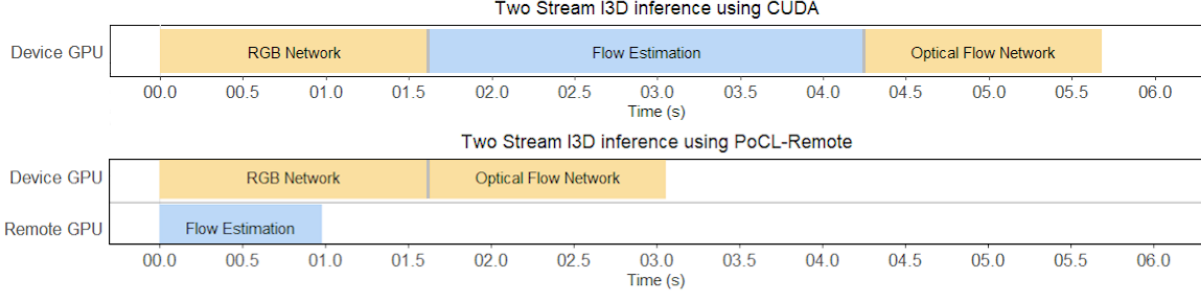 Two Stream I3D inference using CUDA
Device GPU RGB Network Flow Estimation Optical Flow Network
00.0 00.5 01.0 01.5 02.0 02.5 03.0 03.5 04.0 04.5 05.0 05.5 06.0
Time (s)
Two Stream I3D inference using PoCL-Remote
Device GPU RGB Network Optical Flow Network
Remote GPU Flow Estimation
00.0 00.5 01.0 01.5 02.0 02.5 03.0 03.5 04.0 04.5 05.0 05.5 06.0
Time (s)